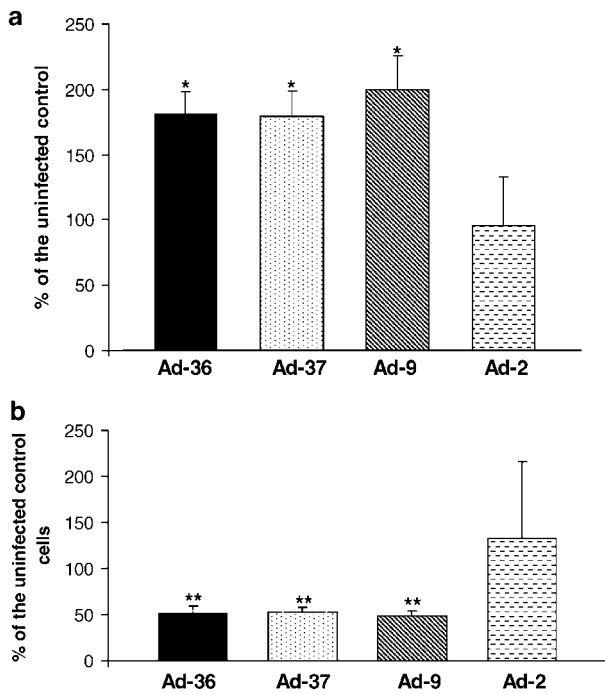 a
% of the uninfected control
250
200
150
100
50
0
* * *
Ad-36 Ad-37 Ad-9 Ad-2
b
% of the uninfected control
cells
250
200
150
100
50
0
** ** **
Ad-36 Ad-37 Ad-9 Ad-2